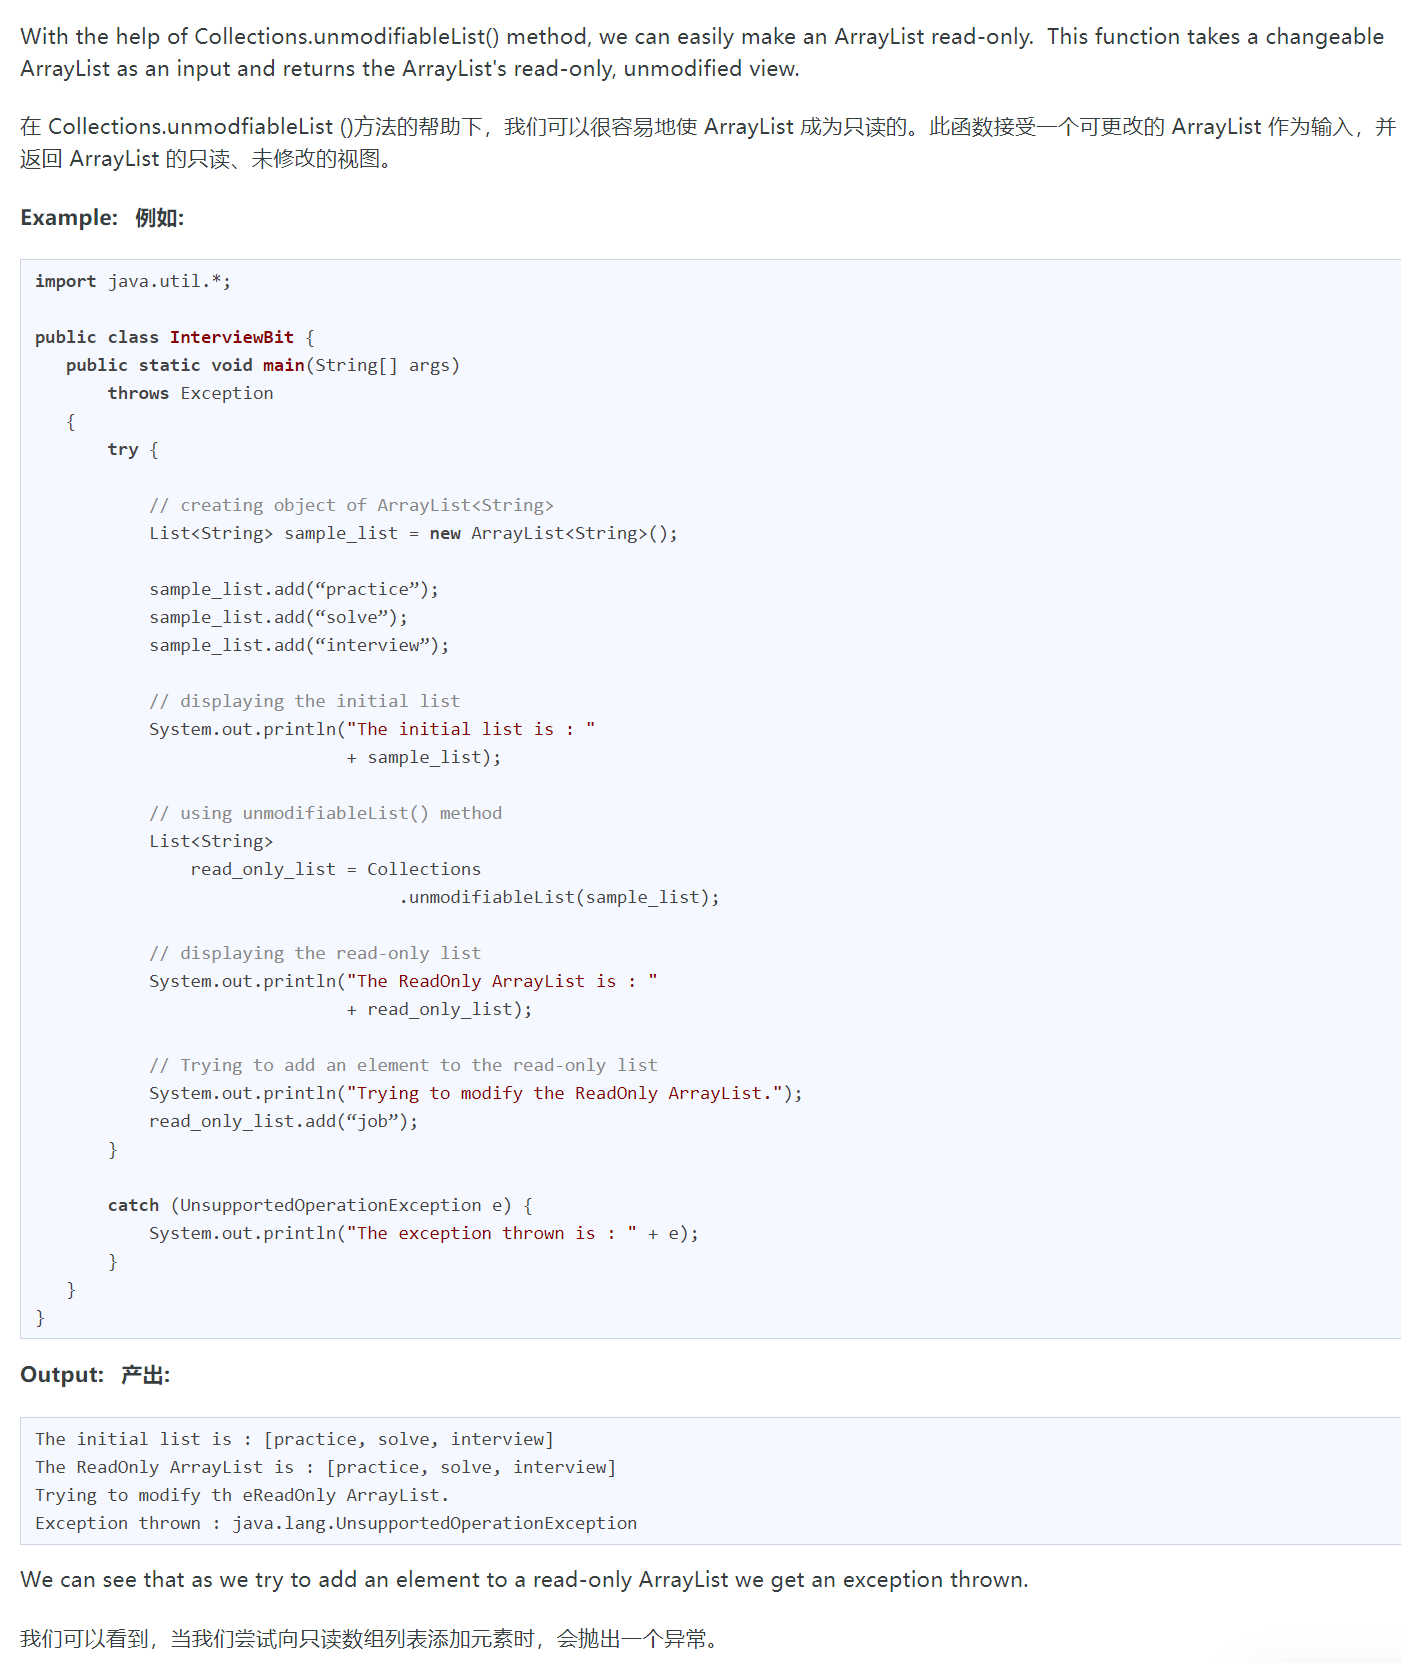 With the help of Collections.unmodifiableList() method, we can easily make an ArrayList read-only.  This function takes a changeable
ArrayList as an input and returns the ArrayList's read-only, unmodified view.
在 Collections.unmodfiableList ()方法的帮助下，我们可以很容易地使 ArrayList 成为只读的。此函数接受一个可更改的 ArrayList 作为输入，并
返回 ArrayList 的只读、未修改的视图。
Example:  例如:
import java.util.*;
public class InterviewBit {
   public static void main(String[] args)
       throws Exception
   {
       try {
           // creating object of ArrayList<String>
           List<String> sample_list = new ArrayList<String>();
           sample_list.add(“practice”);
           sample_list.add(“solve”);
           sample_list.add(“interview”);
           // displaying the initial list
           System.out.println("The initial list is : "
                              + sample_list);
           // using unmodifiableList() method
           List<String>
               read_only_list = Collections
                                   .unmodifiableList(sample_list);
           // displaying the read-only list
           System.out.println("The ReadOnly ArrayList is : "
                              + read_only_list);
           // Trying to add an element to the read-only list
           System.out.println("Trying to modify the ReadOnly ArrayList.");
           read_only_list.add(“job”);
       }
       catch (UnsupportedOperationException e) {
           System.out.println("The exception thrown is : " + e);
       }
   }
}
Output:  产出:
The initial list is : [practice, solve, interview]
The ReadOnly ArrayList is : [practice, solve, interview]
Trying to modify th eReadOnly ArrayList.
Exception thrown : java.lang.UnsupportedOperationException
We can see that as we try to add an element to a read-only ArrayList we get an exception thrown.
我们可以看到，当我们尝试向只读数组列表添加元素时，会抛出一个异常。